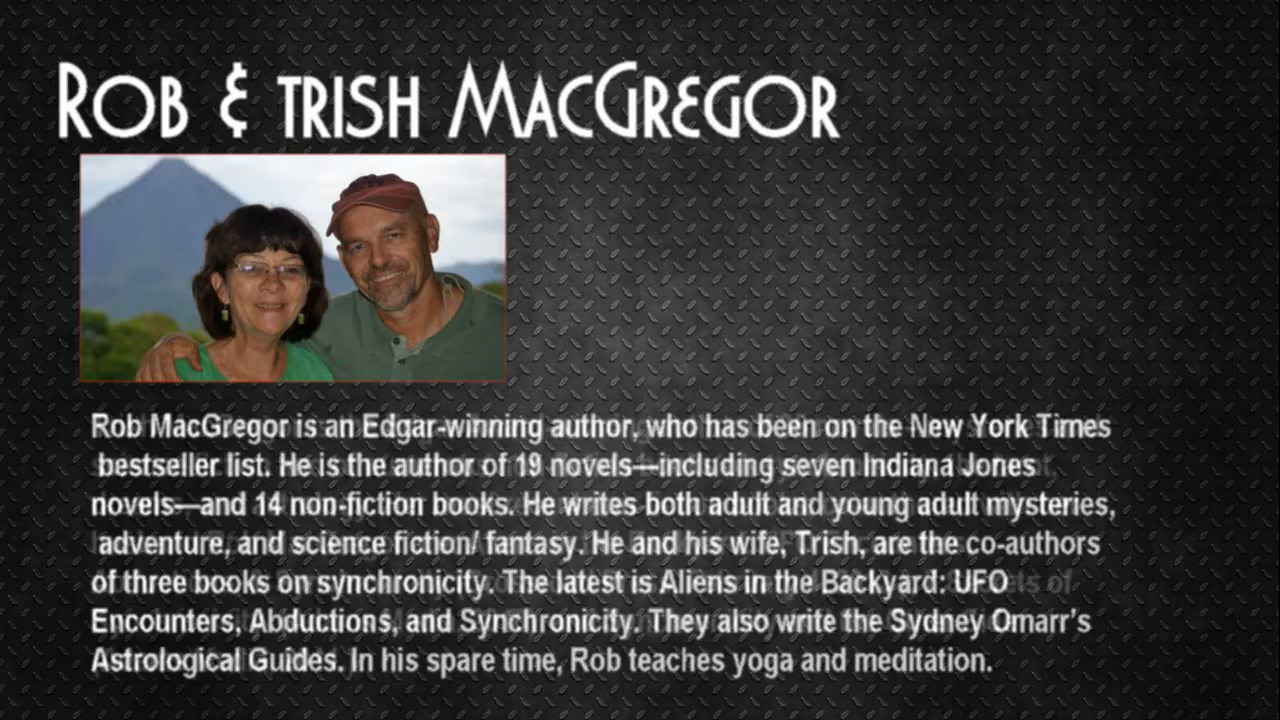 Rob & Trish MacGregor
Rob MacGregor is an Edgar-winning author, who has been on the New York Times
bestseller list. He is the author of 19 novels—including seven Indiana Jones
novels—and 14 non-fiction books. He writes both adult and young adult mysteries,
adventure, and science fiction/ fantasy. He and his wife, Trish, are the co-authors
of three books on synchronicity. The latest is Aliens in the Backyard: UFO
Encounters, Abductions, and Synchronicity. They also write the Sydney Omarr's
Astrological Guides. In his spare time, Rob teaches yoga and meditation.